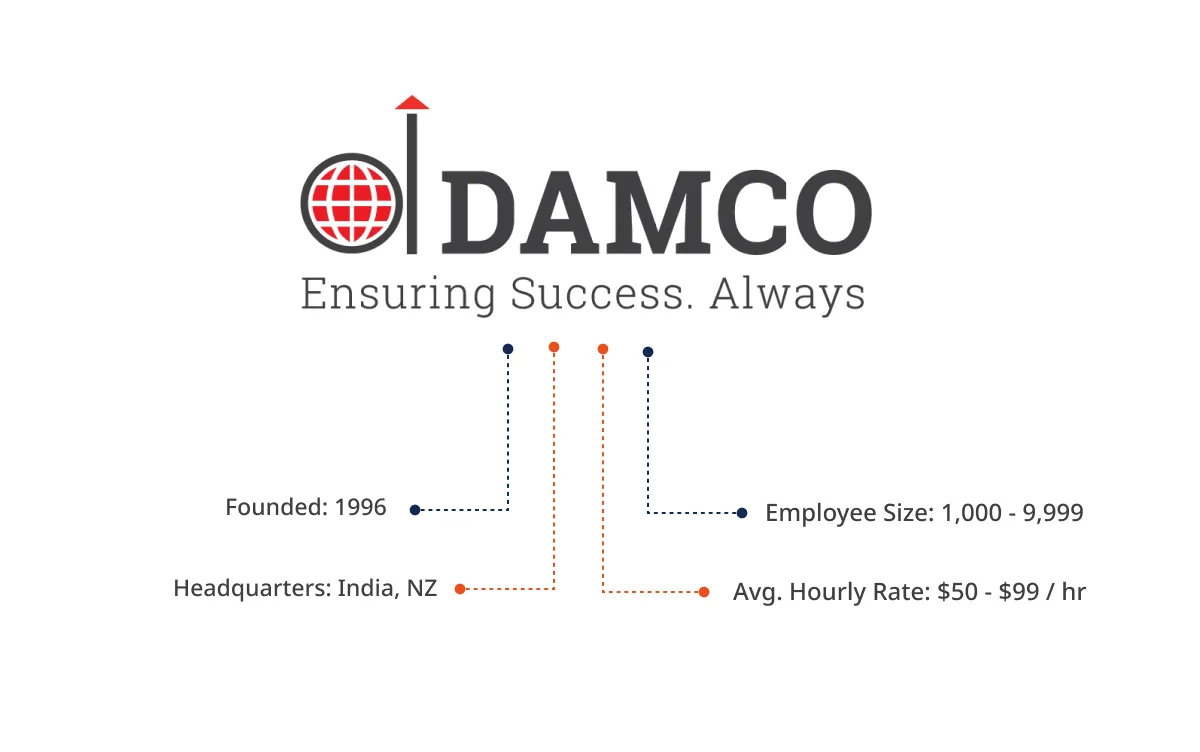 DAMCO
Ensuring Success. Always
Founded: 1996
Employee Size: 1,000 - 9,999
Headquarters: India, NZ
Avg. Hourly Rate: $50 - $99 / hr